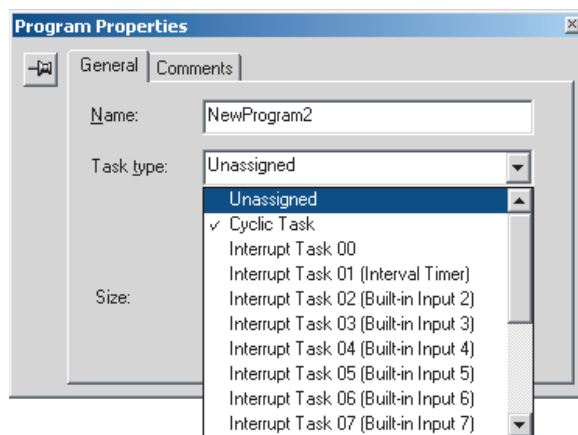 Program Properties
General Comments
Name: NewProgram2
Task type: Unassigned
Unassigned
✓ Cyclic Task
Interrupt Task 00
Interrupt Task 01 (Interval Timer)
Size: Interrupt Task 02 (Built-in Input 2)
Interrupt Task 03 (Built-in Input 3)
Interrupt Task 04 (Built-in Input 4)
Interrupt Task 05 (Built-in Input 5)
Interrupt Task 06 (Built-in Input 6)
Interrupt Task 07 (Built-in Input 7)